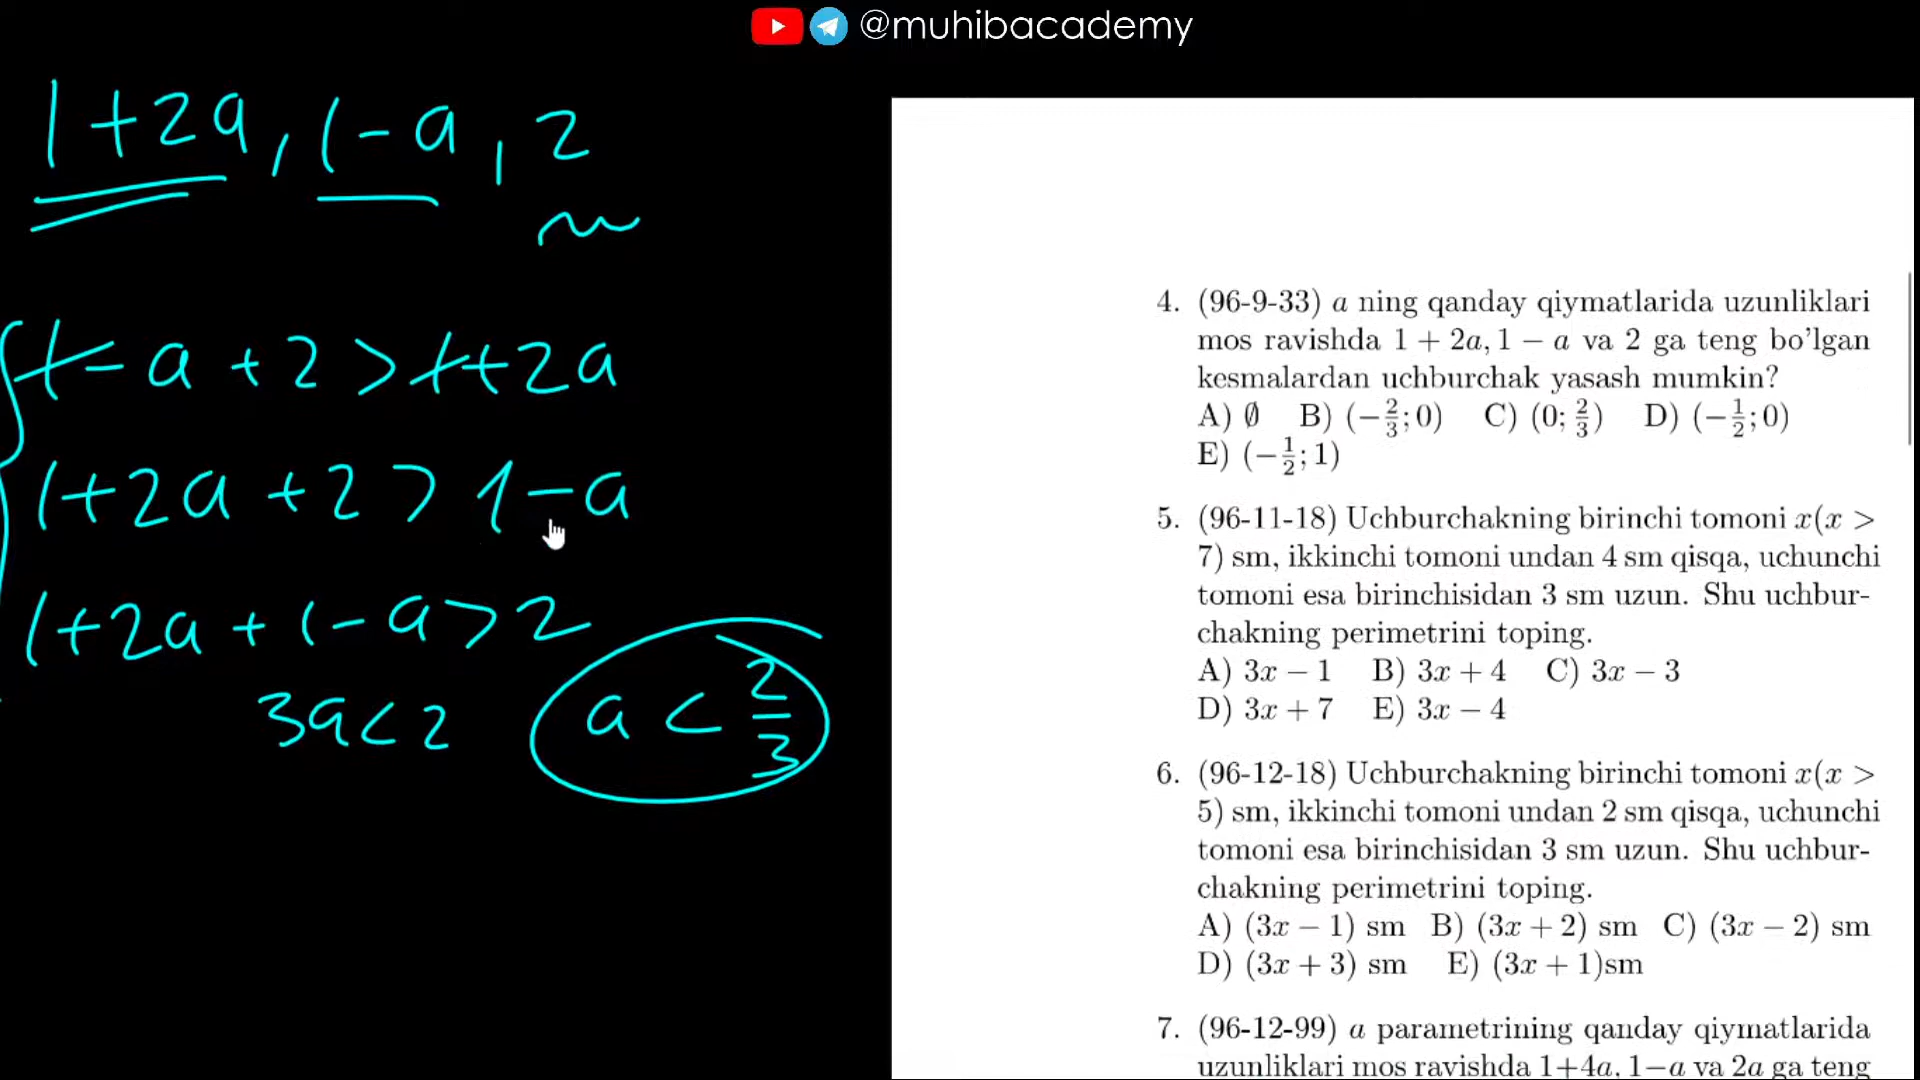 @muhibacademy
1+2a, 1-a, 2
1-a+2>1+2a
1+2a+2>1-a
1+2a+1-a>2
3a<2
a < 2/3
4. (96-9-33) a ning qanday qiymatlarida uzunliklari
mos ravishda 1 + 2a, 1 − a va 2 ga teng bo'lgan
kesmalardan uchburchak yasash mumkin?
A) ∅ B) (−2/3; 0) C) (0; 2/3) D) (−1/2; 0)
E) (−1/2; 1)
5. (96-11-18) Uchburchakning birinchi tomoni x(x >
7) sm, ikkinchi tomoni undan 4 sm qisqa, uchunchi
tomoni esa birinchisidan 3 sm uzun. Shu uchbur-
chakning perimetrini toping.
A) 3x − 1 B) 3x + 4 C) 3x − 3
D) 3x + 7 E) 3x − 4
6. (96-12-18) Uchburchakning birinchi tomoni x(x >
5) sm, ikkinchi tomoni undan 2 sm qisqa, uchunchi
tomoni esa birinchisidan 3 sm uzun. Shu uchbur-
chakning perimetrini toping.
A) (3x − 1) sm B) (3x + 2) sm C) (3x − 2) sm
D) (3x + 3) sm E) (3x + 1)sm
7. (96-12-99) a parametrining qanday qiymatlarida
uzunliklari mos ravishda 1+4a, 1−a va 2a ga teng